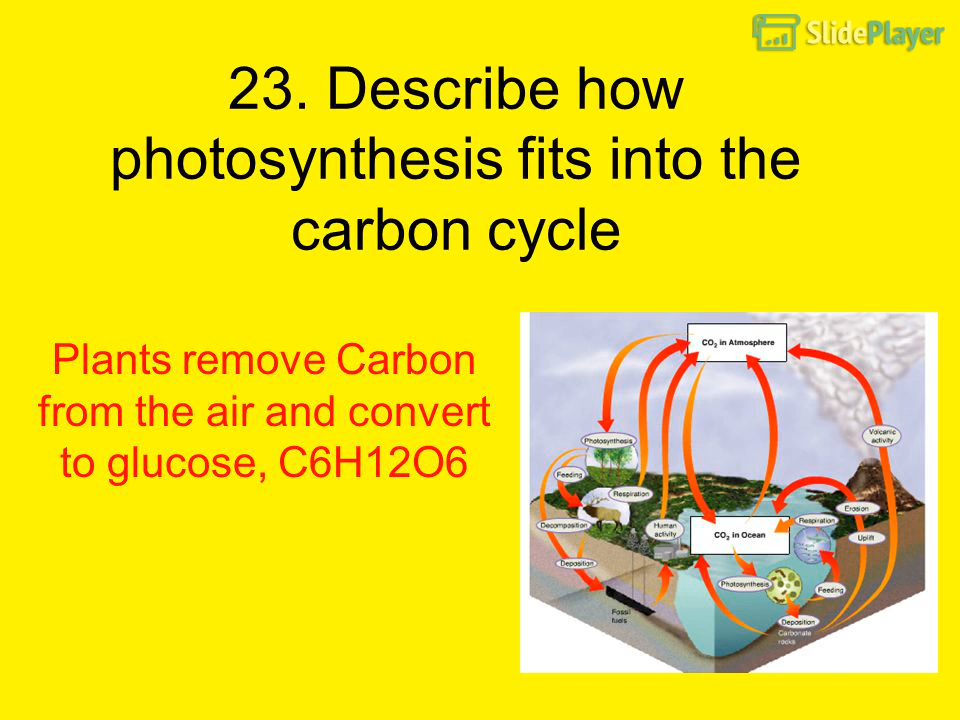 SlidePlayer
23. Describe how
photosynthesis fits into the
carbon cycle
Plants remove Carbon
from the air and convert
to glucose, C6H12O6
CO₂ in Atmosphere
Photosynthesis
Volcanic
activity
Feeding
Respiration
Decomposition
Human
activity
Deposition
Fossil
fuels
CO₂ in Ocean
Respiration
Erosion
Uplift
Photosynthesis
Feeding
Deposition
Carbonate
rocks